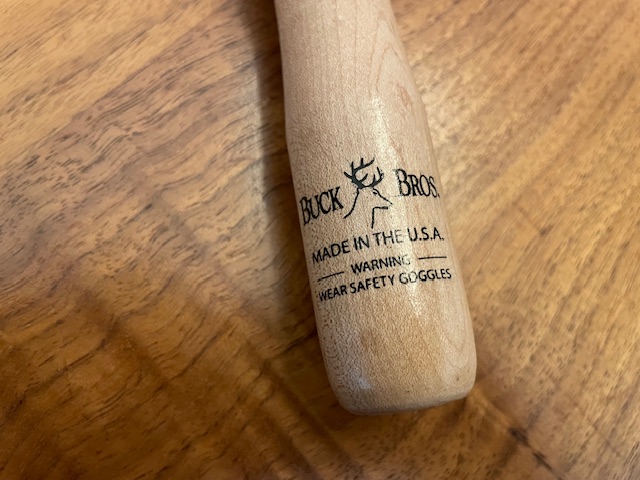 BUCK BROS.
MADE IN THE U.S.A.
WARNING
WEAR SAFETY GOGGLES